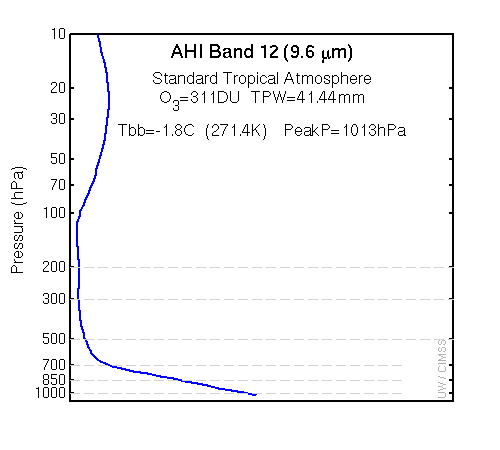 AHI Band 12 (9.6 μm)
Standard Tropical Atmosphere
O3=311DU TPW=41.44mm
Tbb=-1.8C (271.4K) PeakP=1013hPa
Pressure (hPa)
10
20
30
50
70
100
200
300
500
700
850
1000
UW / CIMSS